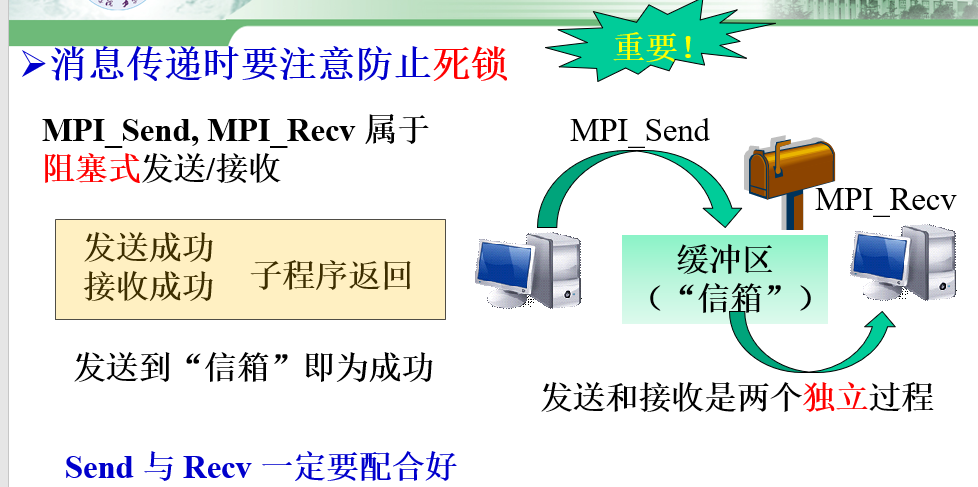 重要！
➢消息传递时要注意防止死锁
MPI_Send, MPI_Recv 属于
阻塞式发送/接收
发送成功
接收成功
子程序返回
发送到“信箱”即为成功
Send 与 Recv 一定要配合好
MPI_Send
MPI_Recv
缓冲区
（“信箱”）
发送和接收是两个独立过程